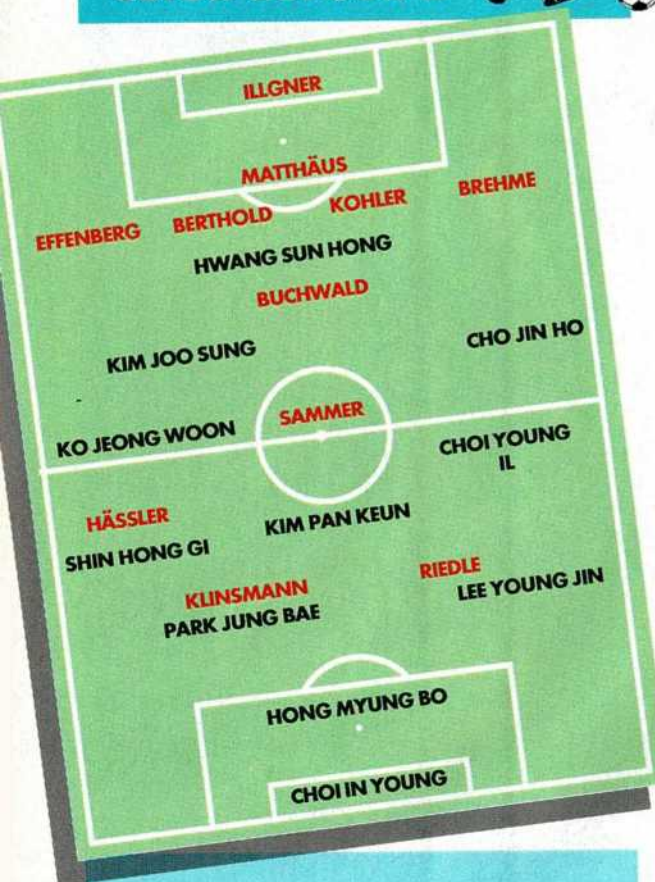 ILLGNER
MATTHÄUS
EFFENBERG BERTHOLD KOHLER BREHME
HWANG SUN HONG
BUCHWALD
KIM JOO SUNG
CHO JIN HO
KO JEONG WOON
SAMMER
CHOI YOUNG
IL
HÄSSLER
SHIN HONG GI
KIM PAN KEUN
KLINSMANN
PARK JUNG BAE
RIEDLE
LEE YOUNG JIN
HONG MYUNG BO
CHOI IN YOUNG